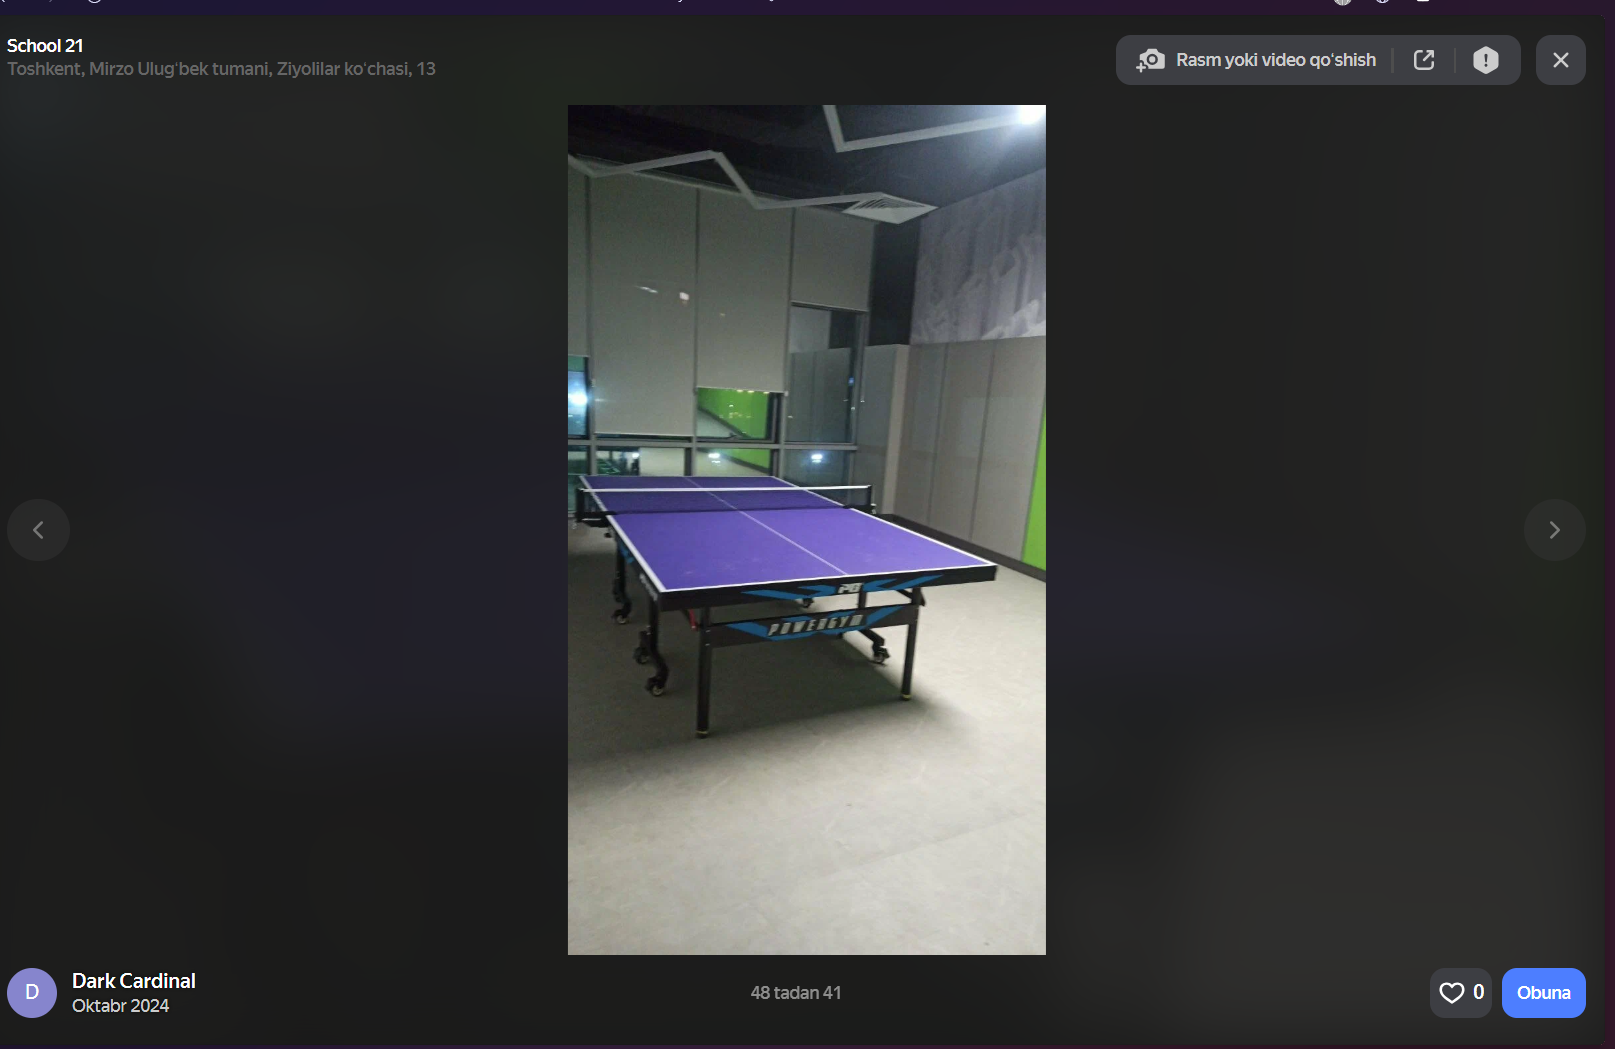 School 21
Toshkent, Mirzo Ulug'bek tumani, Ziyolilar ko'chasi, 13
Rasm yoki video qo'shish
POWERGYM
D
Dark Cardinal
Oktabr 2024
48 tadan 41
0
Obuna